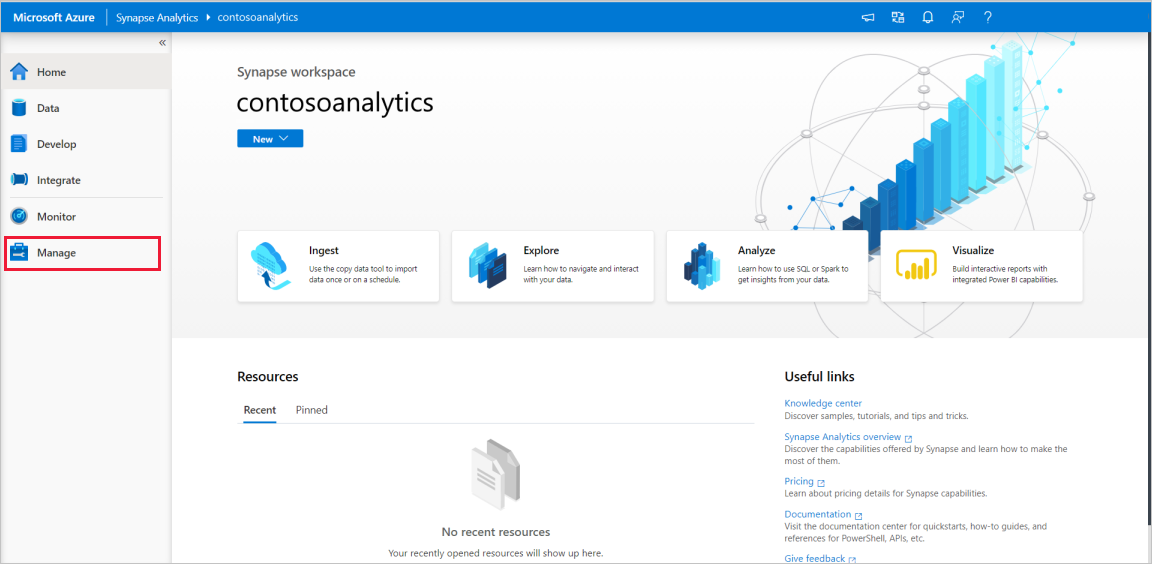 Microsoft Azure
Synapse Analytics
contosoanalytics
Home
Data
Develop
Integrate
Monitor
Manage
Synapse workspace
contosoanalytics
New
Ingest
Use the copy data tool to import
data once or on a schedule.
Explore
Learn how to navigate and interact
with your data.
Analyze
Learn how to use SQL or Spark to
get insights from your data.
Visualize
Build interactive reports with
integrated Power BI capabilities.
Resources
Recent
Pinned
No recent resources
Your recently opened resources will show up here.
Useful links
Knowledge center
Discover samples, tutorials, and tips and tricks.
Synapse Analytics overview
Discover the capabilities offered by Synapse and learn how to make the
most of them.
Pricing
Learn about pricing details for Synapse capabilities.
Documentation
Visit the documentation center for quickstarts, how-to guides, and
references for PowerShell, APIs, etc.
Give feedback